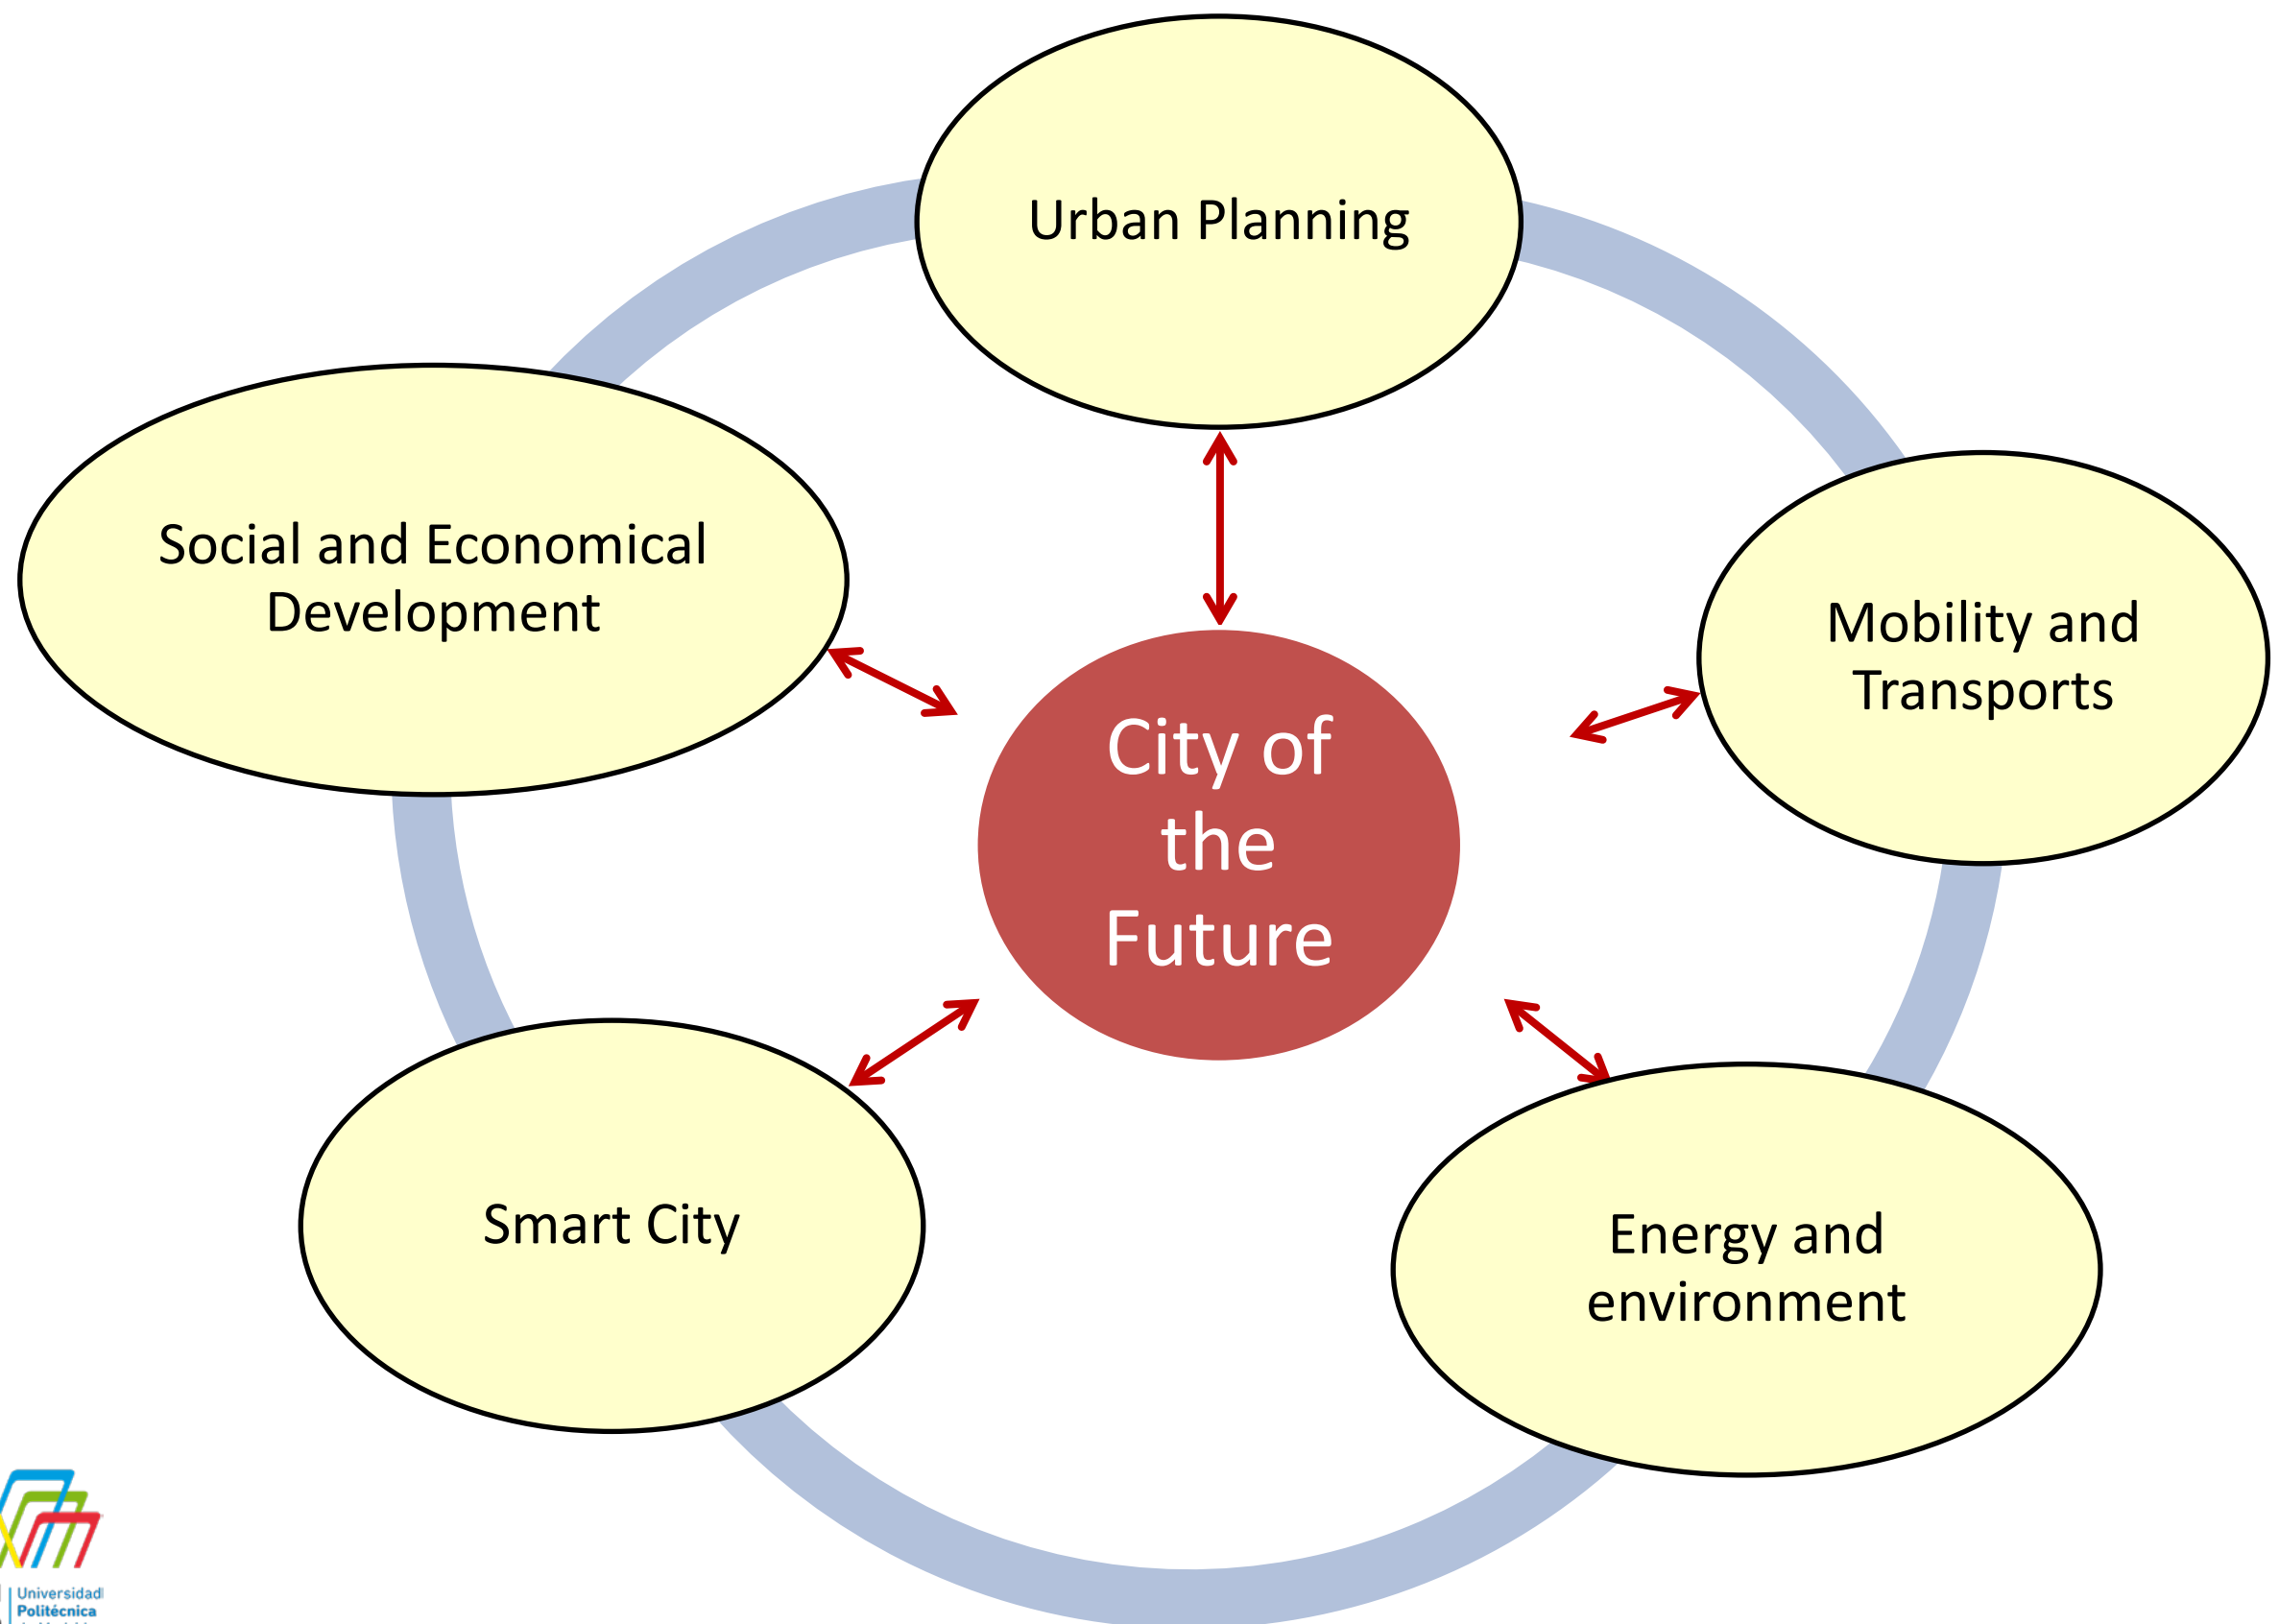 Urban Planning
Social and Economical
Development
Mobility and
Transports
City of
the
Future
Smart City
Energy and
environment
Universidad
Politécnica